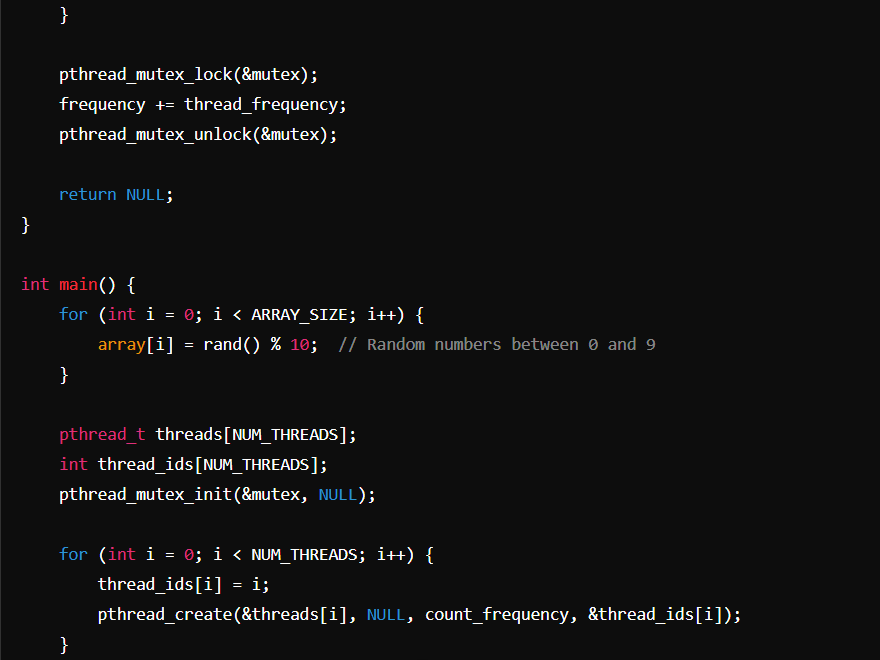 }

    pthread_mutex_lock(&mutex);
    frequency += thread_frequency;
    pthread_mutex_unlock(&mutex);

    return NULL;
}

int main() {
    for (int i = 0; i < ARRAY_SIZE; i++) {
        array[i] = rand() % 10;  // Random numbers between 0 and 9
    }

    pthread_t threads[NUM_THREADS];
    int thread_ids[NUM_THREADS];
    pthread_mutex_init(&mutex, NULL);

    for (int i = 0; i < NUM_THREADS; i++) {
        thread_ids[i] = i;
        pthread_create(&threads[i], NULL, count_frequency, &thread_ids[i]);
    }